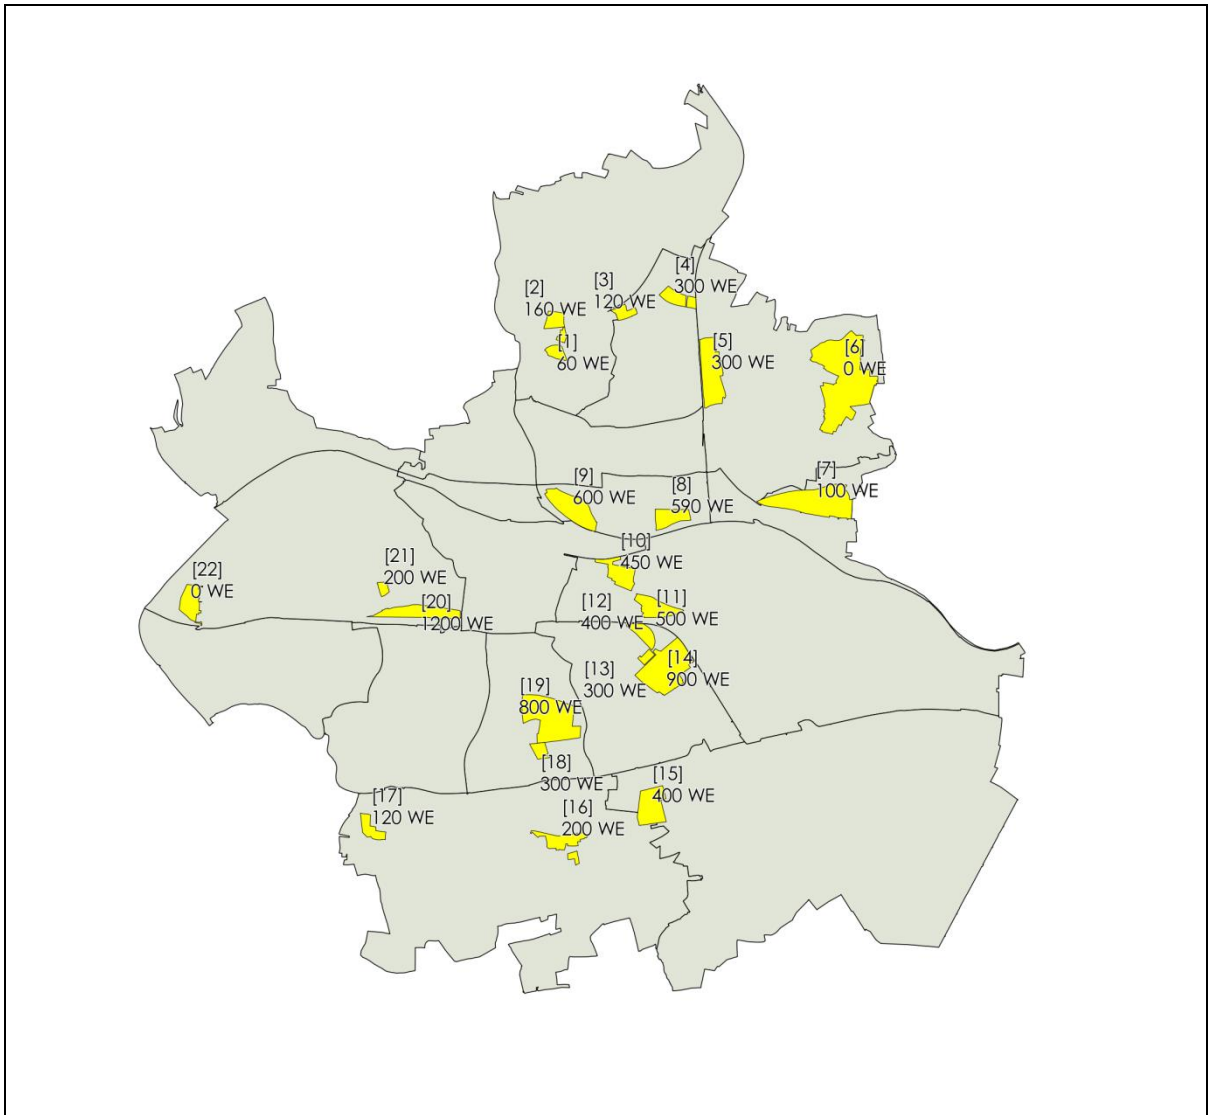 [4]
300 WE
[3]
120 WE
[2]
160 WE
[1]
60 WE
[5]
300 WE
[6]
0 WE
[7]
100 WE
[9]
600 WE
[8]
590 WE
[10]
450 WE
[21]
200 WE
[22]
0 WE
[20]
1200 WE
[12]
400 WE
[11]
500 WE
[14]
900 WE
[13]
300 WE
[19]
800 WE
[18]
300 WE
[15]
400 WE
[17]
120 WE
[16]
200 WE